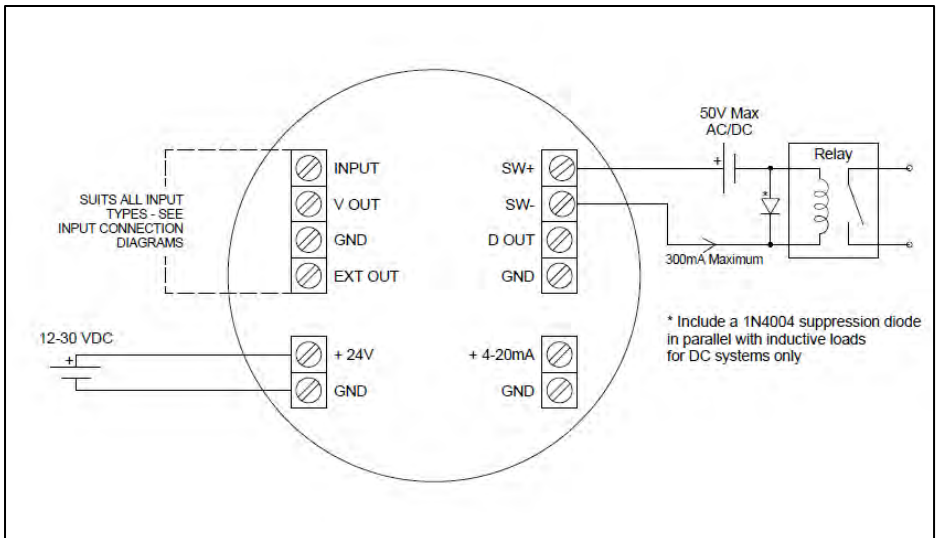 50V Max
AC/DC
+
Relay
*
INPUT
V OUT
GND
EXT OUT
SW+
SW-
D OUT
GND
SUITS ALL INPUT
TYPES - SEE
INPUT CONNECTION
DIAGRAMS
300mA Maximum
12-30 VDC
+
+ 24V
GND
+ 4-20mA
GND
* Include a 1N4004 suppression diode
in parallel with inductive loads
for DC systems only